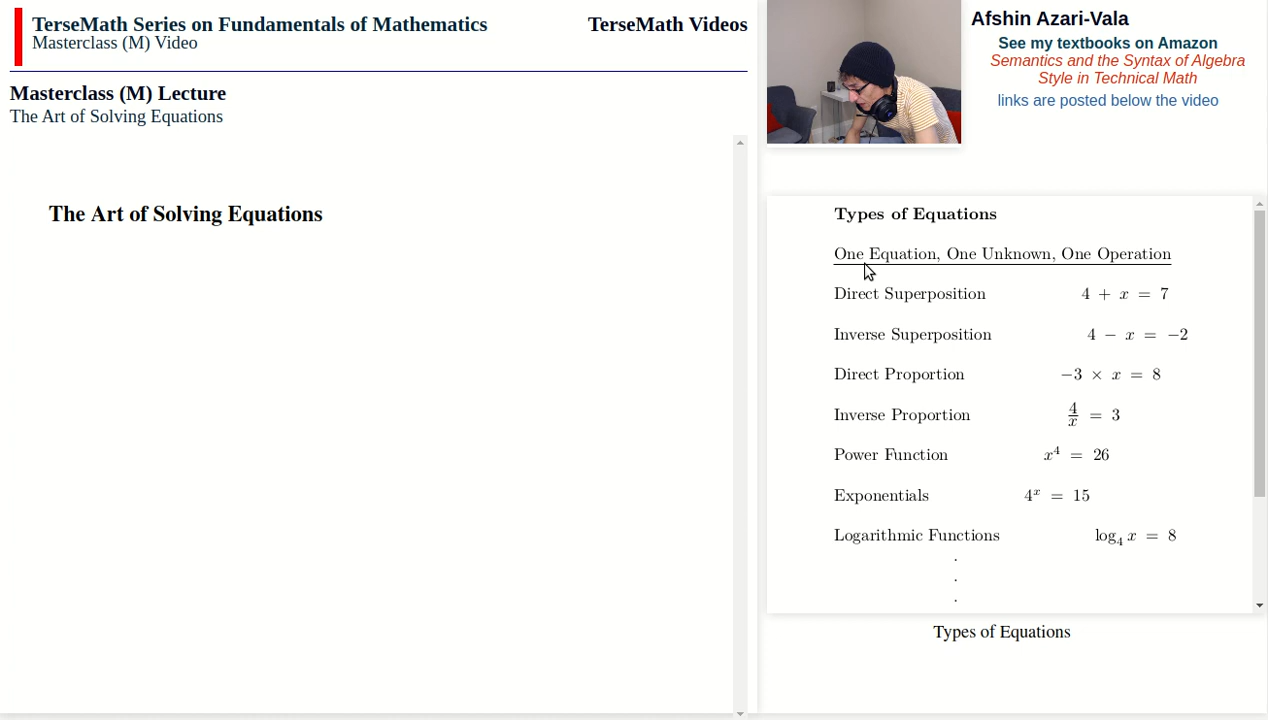 TerseMath Series on Fundamentals of Mathematics
TerseMath Videos
Masterclass (M) Video
Masterclass (M) Lecture
The Art of Solving Equations
The Art of Solving Equations
Afshin Azari-Vala
See my textbooks on Amazon
Semantics and the Syntax of Algebra
Style in Technical Math
links are posted below the video
Types of Equations
One Equation, One Unknown, One Operation
Direct Superposition 4 + x = 7
Inverse Superposition 4 − x = −2
Direct Proportion −3 × x = 8
Inverse Proportion 4/x = 3
Power Function x⁴ = 26
Exponentials 4ˣ = 15
Logarithmic Functions log₄ x = 8
.
.
.
Types of Equations